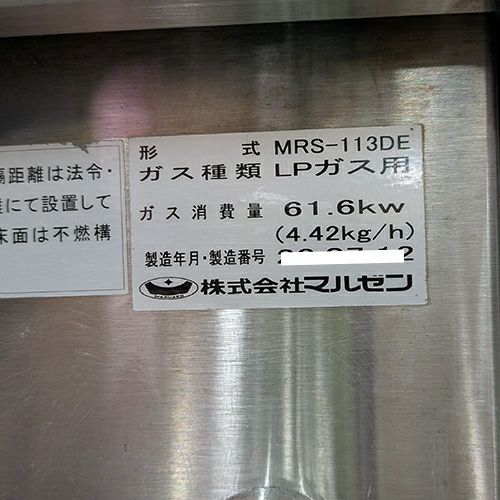 隔距離は法令・
にて設置して
床面は不燃構
形 式 MRS-113DE
ガス種類 LPガス用
ガス消費量 61.6kw
(4.42kg/h)
製造年月・製造番号
MARUZEN 株式会社マルゼン